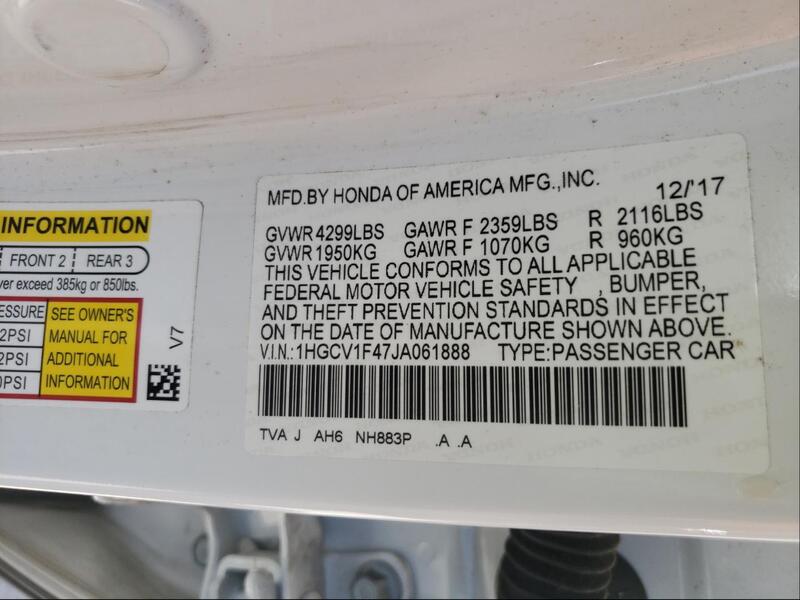 INFORMATION
FRONT 2 REAR 3
ver exceed 385kg or 850lbs.
ESSURE SEE OWNER'S
2PSI MANUAL FOR
2PSI ADDITIONAL
0PSI INFORMATION
V7
MFD.BY HONDA OF AMERICA MFG.,INC. 12/'17
GVWR 4299LBS GAWR F 2359LBS R 2116LBS
GVWR 1950KG GAWR F 1070KG R 960KG
THIS VEHICLE CONFORMS TO ALL APPLICABLE
FEDERAL MOTOR VEHICLE SAFETY , BUMPER,
AND THEFT PREVENTION STANDARDS IN EFFECT
ON THE DATE OF MANUFACTURE SHOWN ABOVE.
V.I.N.: 1HGCV1F47JA061888 TYPE:PASSENGER CAR
TVA J AH6 NH883P .A .A